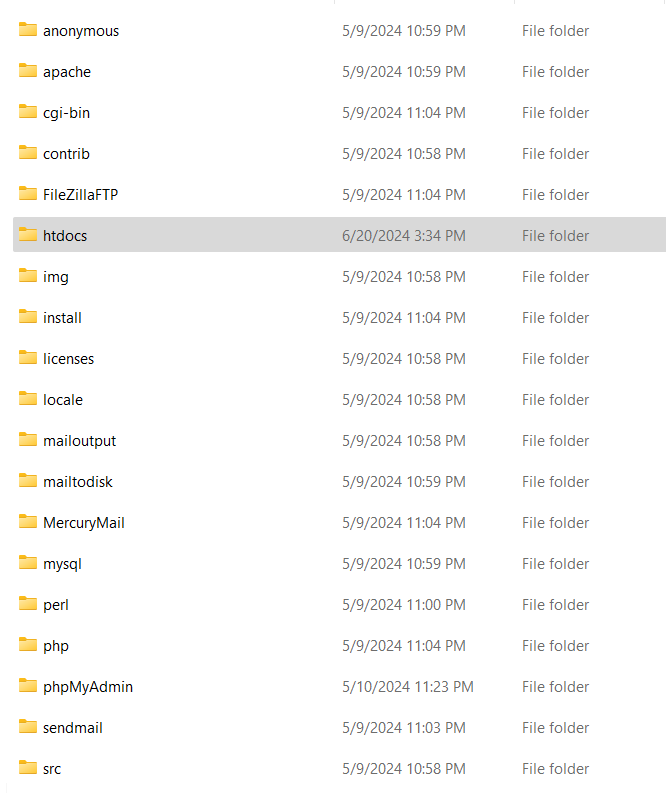 anonymous 5/9/2024 10:59 PM File folder
apache 5/9/2024 10:59 PM File folder
cgi-bin 5/9/2024 11:04 PM File folder
contrib 5/9/2024 10:58 PM File folder
FileZillaFTP 5/9/2024 11:04 PM File folder
htdocs 6/20/2024 3:34 PM File folder
img 5/9/2024 10:58 PM File folder
install 5/9/2024 11:04 PM File folder
licenses 5/9/2024 10:58 PM File folder
locale 5/9/2024 10:58 PM File folder
mailoutput 5/9/2024 10:58 PM File folder
mailtodisk 5/9/2024 10:59 PM File folder
MercuryMail 5/9/2024 11:04 PM File folder
mysql 5/9/2024 10:59 PM File folder
perl 5/9/2024 11:00 PM File folder
php 5/9/2024 11:04 PM File folder
phpMyAdmin 5/10/2024 11:23 PM File folder
sendmail 5/9/2024 11:03 PM File folder
src 5/9/2024 10:58 PM File folder